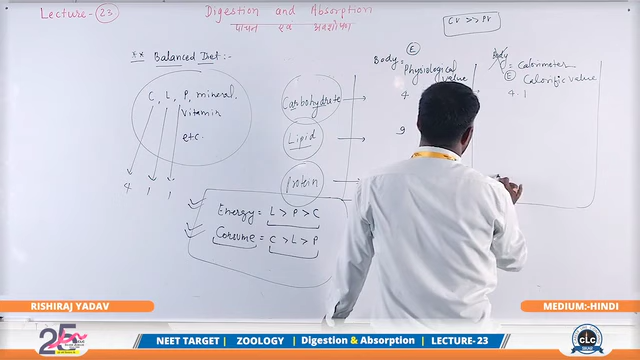 Lecture - 23
Digestion and Absorption
पाचन एवं अवशोषण
CV >> PV
** Balanced Diet :-
C, L, P, mineral,
Vitamin
etc.
4 1 1
Carbohydrate
Lipid
Protein
Body = (E) Physiological value
4
9
Body = Calorimeter
(E) Calorific value
4 1
Energy = L > P > C
Consume = C > L > P
RISHIRAJ YADAV
MEDIUM:-HINDI
NEET TARGET | ZOOLOGY | Digestion & Absorption | LECTURE- 23
25
CLC